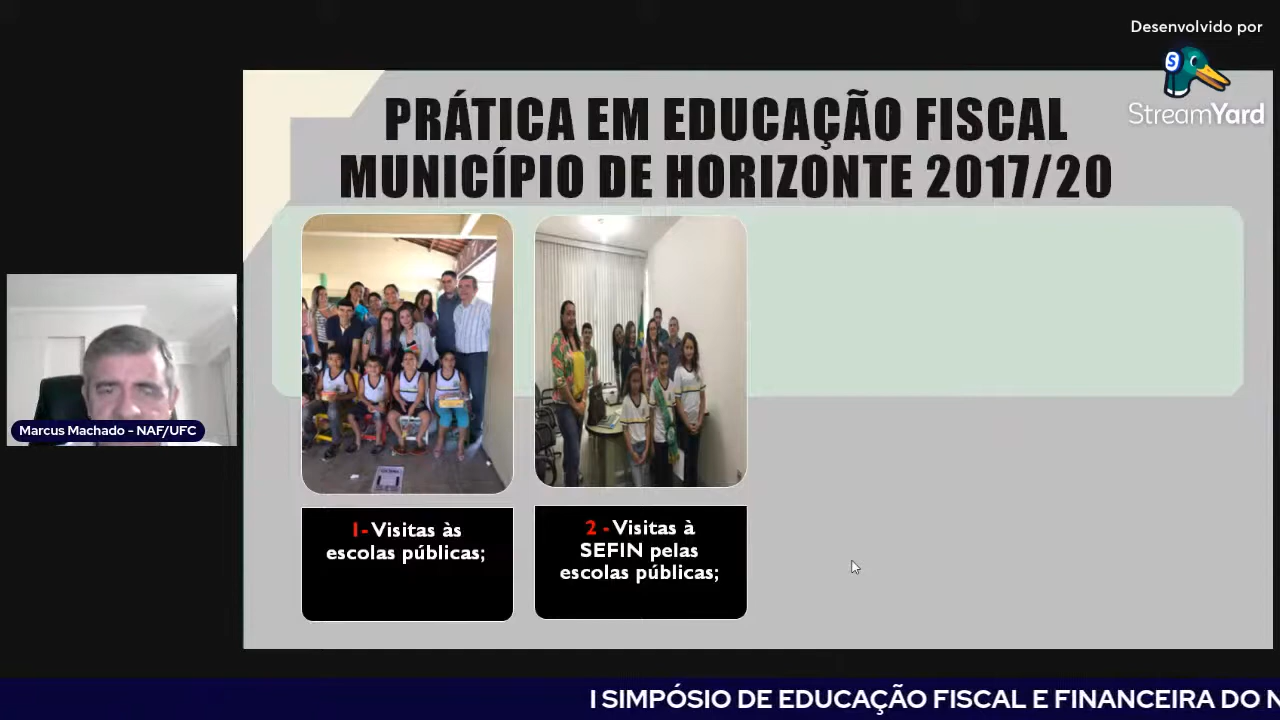 Desenvolvido por
StreamYard
PRÁTICA EM EDUCAÇÃO FISCAL
MUNICÍPIO DE HORIZONTE 2017/20
1- Visitas às
escolas públicas;
2 - Visitas à
SEFIN pelas
escolas públicas;
Marcus Machado - NAF/UFC
I SIMPÓSIO DE EDUCAÇÃO FISCAL E FINANCEIRA DO N